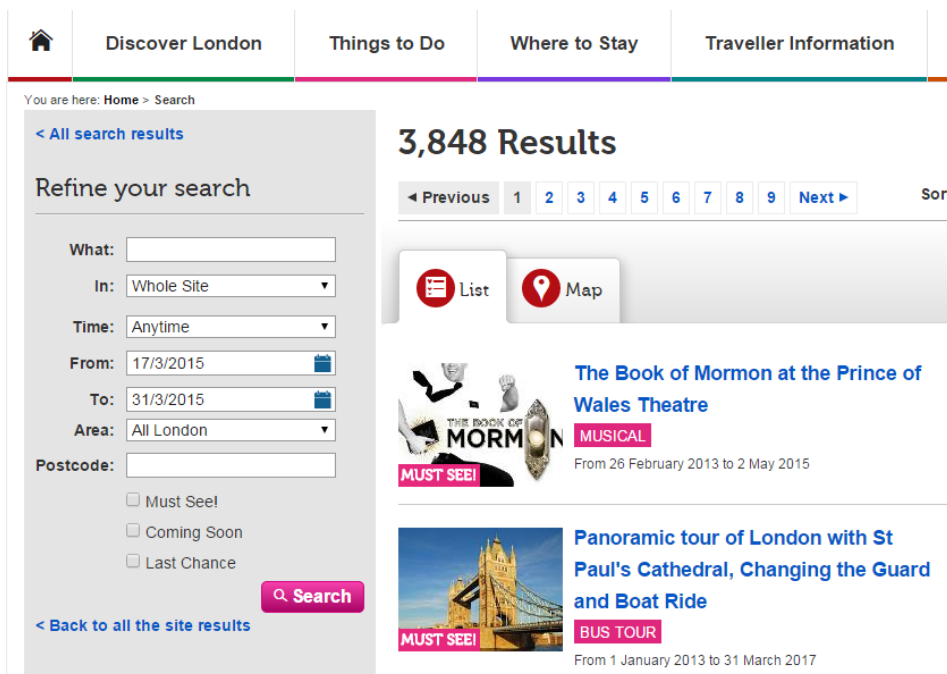 Discover London
Things to Do
Where to Stay
Traveller Information
You are here: Home > Search
< All search results
Refine your search
What:
In: Whole Site
Time: Anytime
From: 17/3/2015
To: 31/3/2015
Area: All London
Postcode:
Must See!
Coming Soon
Last Chance
Search
< Back to all the site results
3,848 Results
◄ Previous 1 2 3 4 5 6 7 8 9 Next ►
Sor
List
Map
THE BOOK OF
MORMON
MUST SEE!
The Book of Mormon at the Prince of
Wales Theatre
MUSICAL
From 26 February 2013 to 2 May 2015
MUST SEE!
Panoramic tour of London with St
Paul's Cathedral, Changing the Guard
and Boat Ride
BUS TOUR
From 1 January 2013 to 31 March 2017